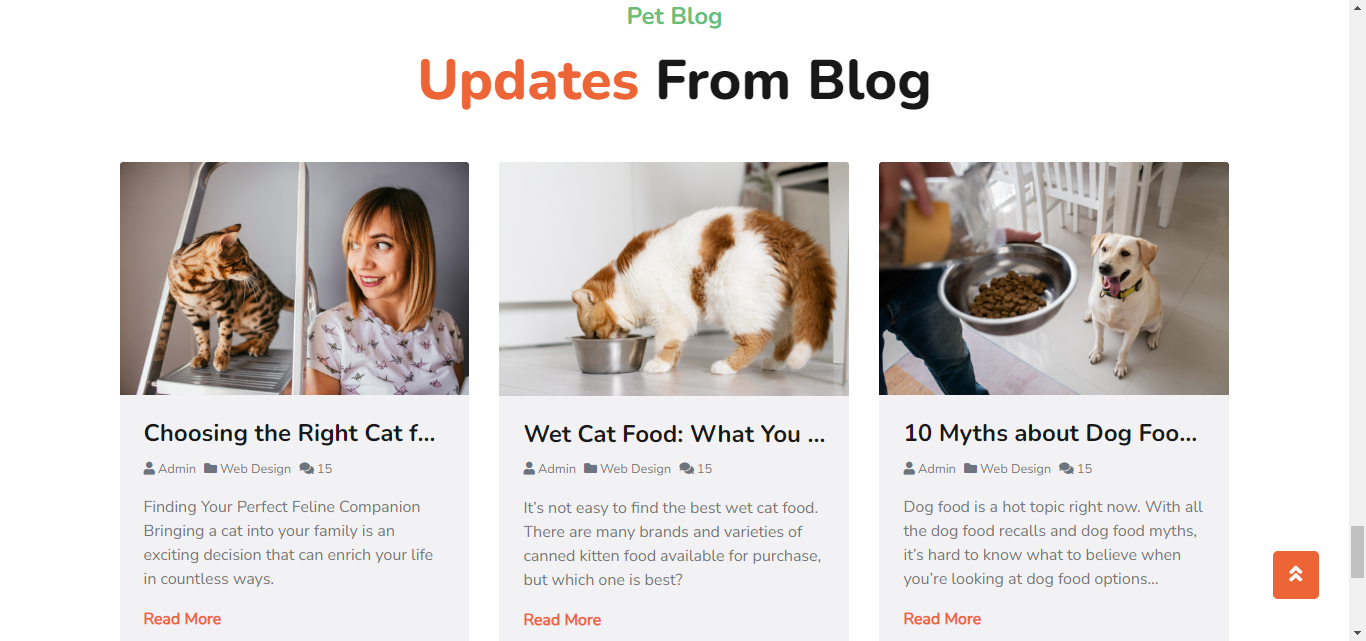 Pet Blog
Updates From Blog
Choosing the Right Cat f...
Admin Web Design 15
Finding Your Perfect Feline Companion
Bringing a cat into your family is an
exciting decision that can enrich your life
in countless ways.
Read More
Wet Cat Food: What You ...
Admin Web Design 15
It’s not easy to find the best wet cat food.
There are many brands and varieties of
canned kitten food available for purchase,
but which one is best?
Read More
10 Myths about Dog Foo...
Admin Web Design 15
Dog food is a hot topic right now. With all
the dog food recalls and dog food myths,
it’s hard to know what to believe when
you’re looking at dog food options...
Read More